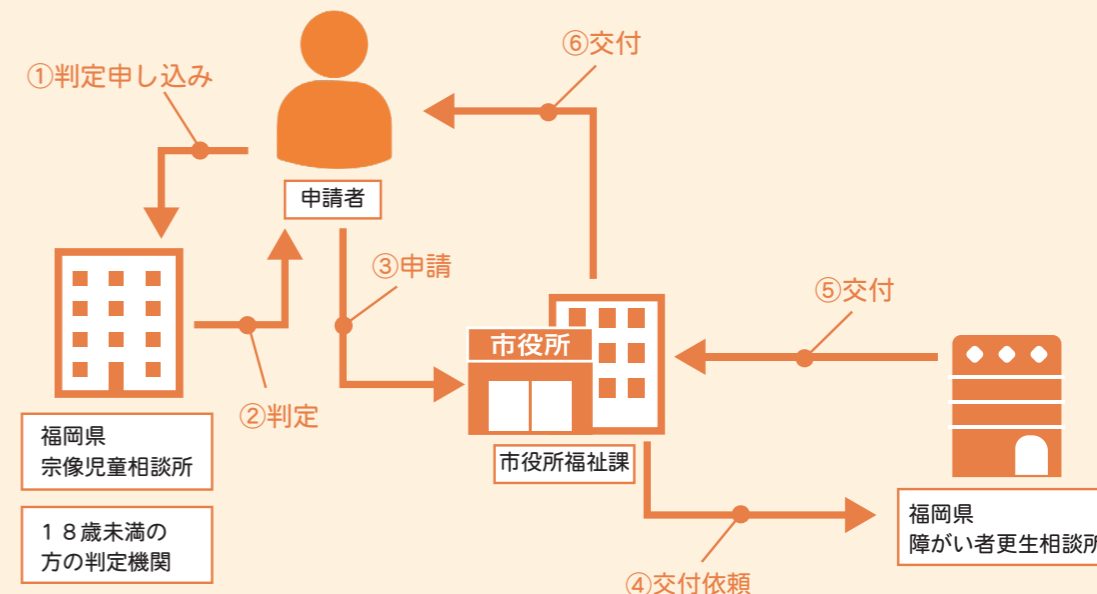 ⑥交付
①判定申し込み
申請者
③申請
⑤交付
市役所
②判定
福岡県
宗像児童相談所
市役所福祉課
１８歳未満の
方の判定機関
福岡県
障がい者更生相談所
④交付依頼